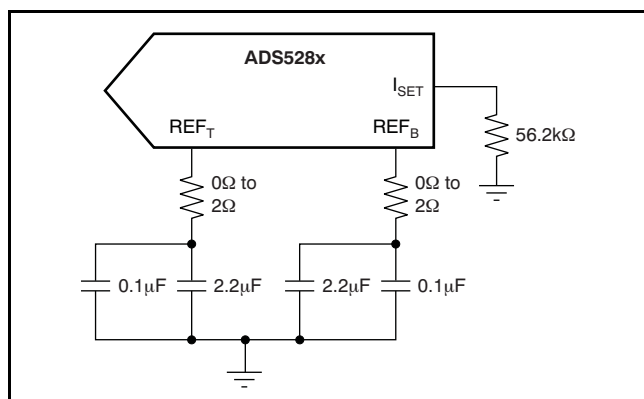 ADS528x
I_SET
REF_T
REF_B
56.2kΩ
0Ω to
2Ω
0Ω to
2Ω
0.1μF
2.2μF
2.2μF
0.1μF